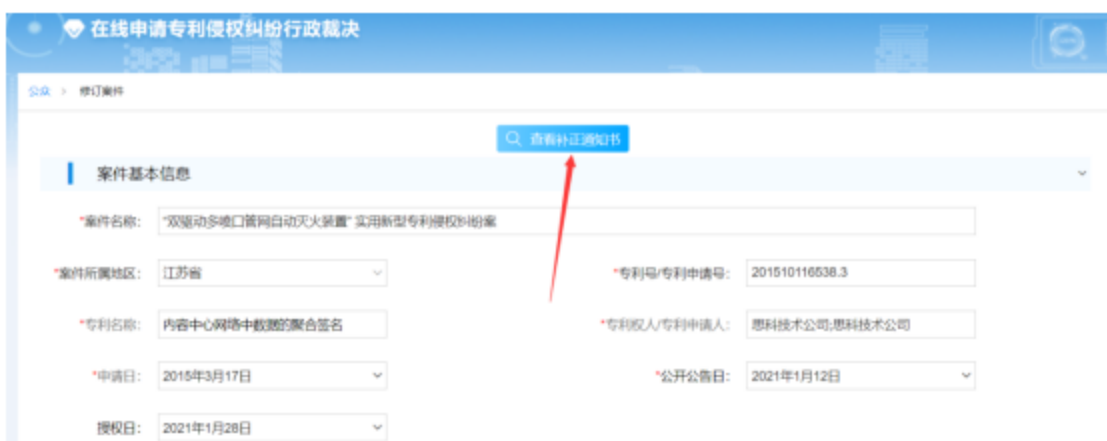 在线申请专利侵权纠纷行政裁决
公众 > 修订案件
查看补正通知书
案件基本信息
*案件名称: "双驱动多喷口管网自动灭火装置" 实用新型专利侵权纠纷案
*案件所属地区: 江苏省 *专利号/专利申请号: 201510116538.3
*专利名称: 内容中心网络中数据的聚合签名 *专利权人/专利申请人: 思科技术公司;思科技术公司
*申请日: 2015年3月17日 *公开公告日: 2021年1月12日
授权日: 2021年1月28日